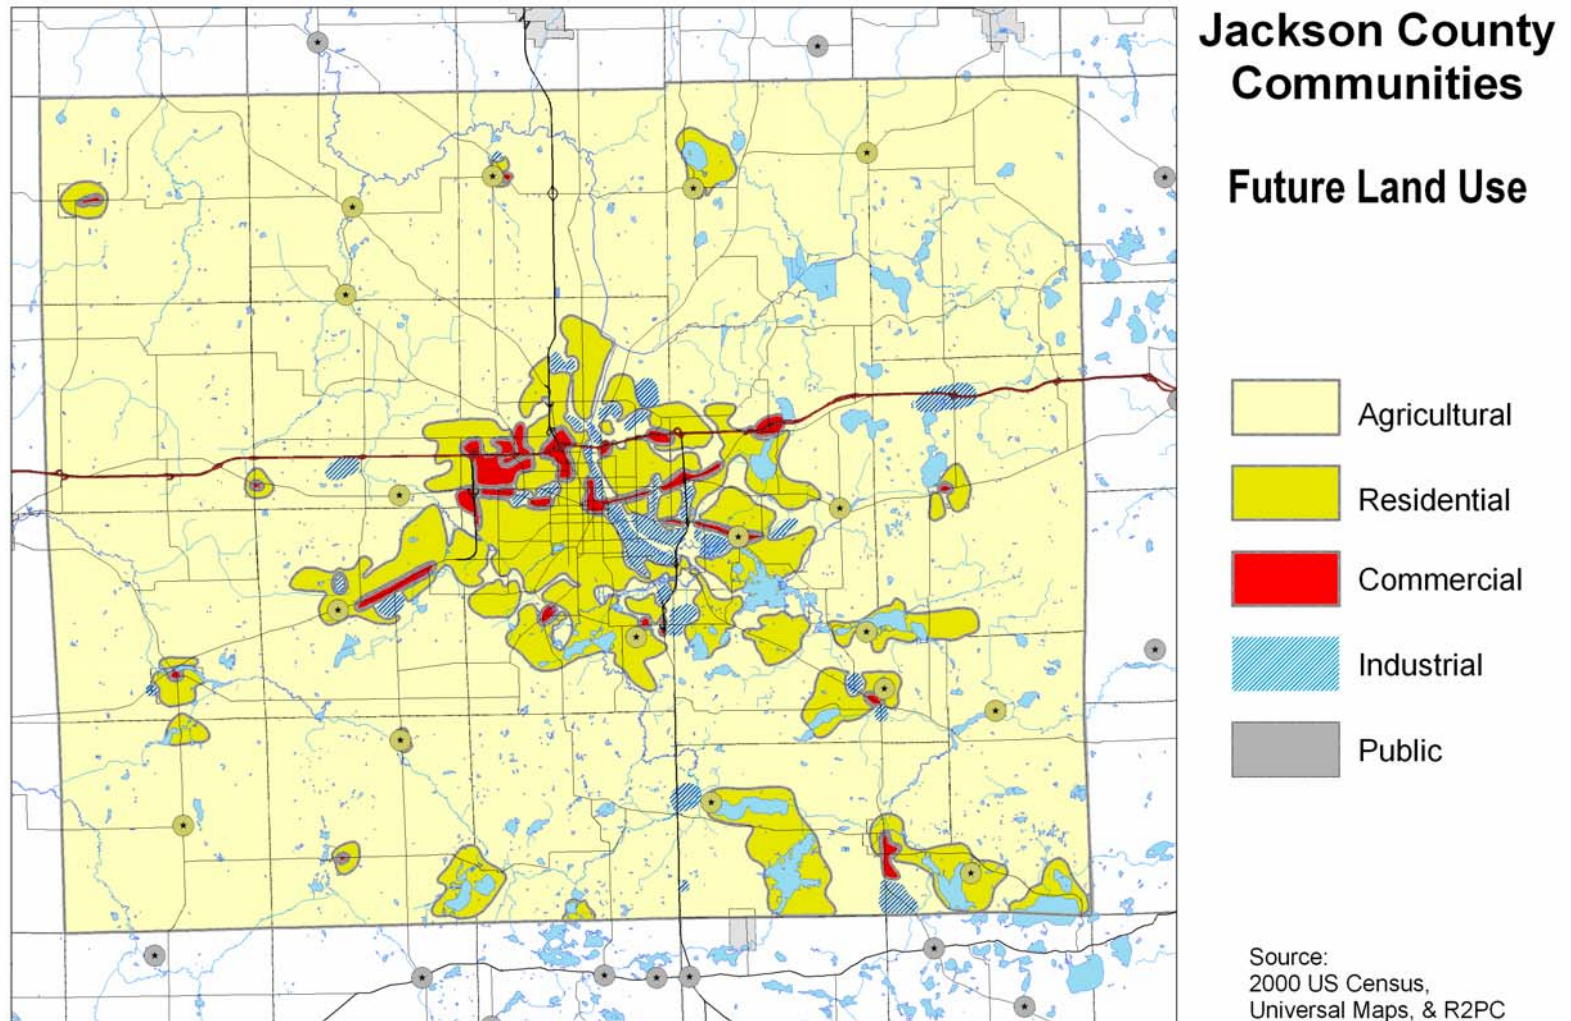 Jackson County
Communities
Future Land Use
Agricultural
Residential
Commercial
Industrial
Public
Source:
2000 US Census,
Universal Maps, & R2PC